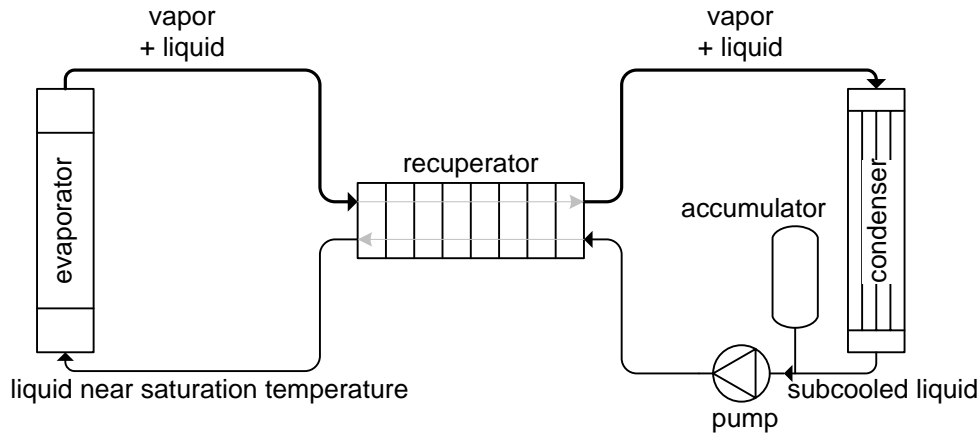 vapor
+ liquid
vapor
+ liquid
evaporator
recuperator
accumulator
condenser
liquid near saturation temperature
subcooled liquid
pump